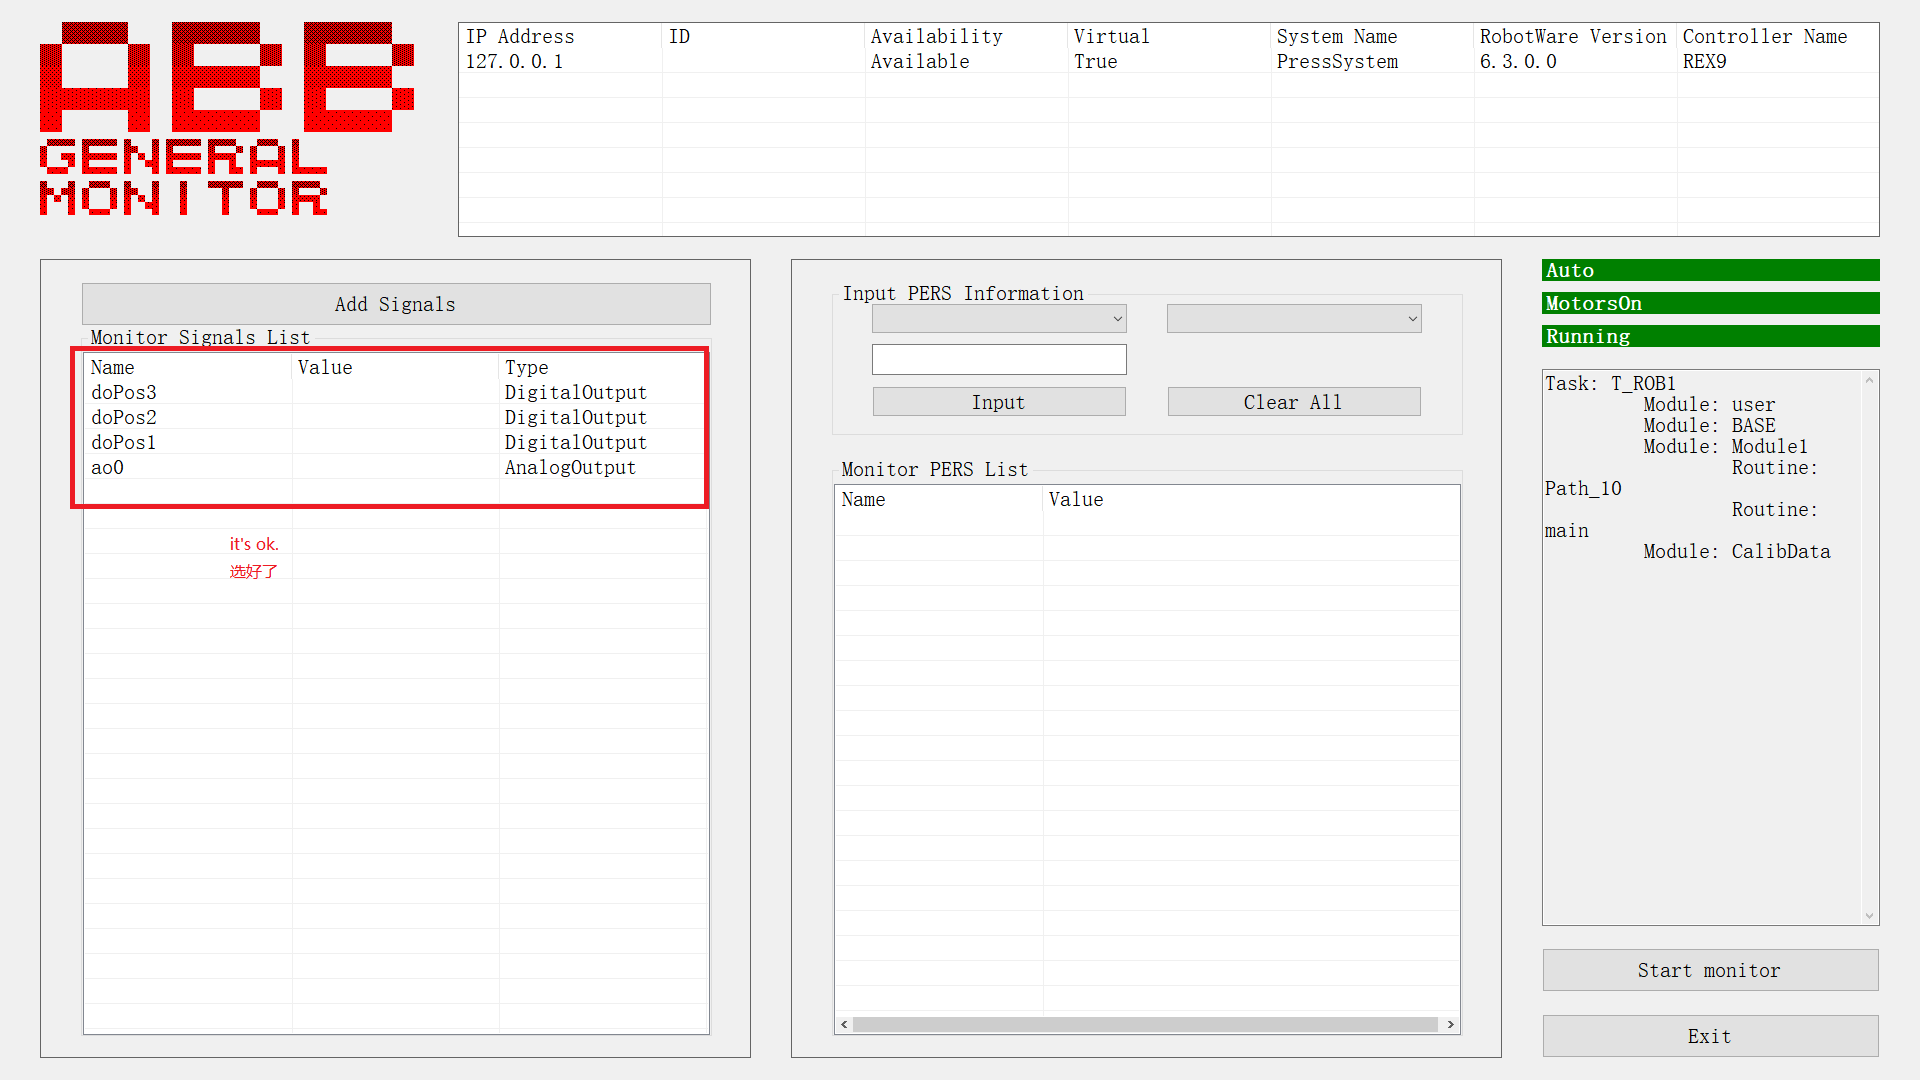 ABB
GENERAL
MONITOR
IP Address ID Availability Virtual System Name RobotWare Version Controller Name
127.0.0.1 Available True PressSystem 6.3.0.0 REX9
Add Signals
Monitor Signals List
Name Value Type
doPos3 DigitalOutput
doPos2 DigitalOutput
doPos1 DigitalOutput
ao0 AnalogOutput
it's ok.
选好了
Input PERS Information
Input Clear All
Monitor PERS List
Name Value
Auto
MotorsOn
Running
Task: T_ROB1
Module: user
Module: BASE
Module: Module1
Routine:
Path_10
Routine:
main
Module: CalibData
Start monitor
Exit